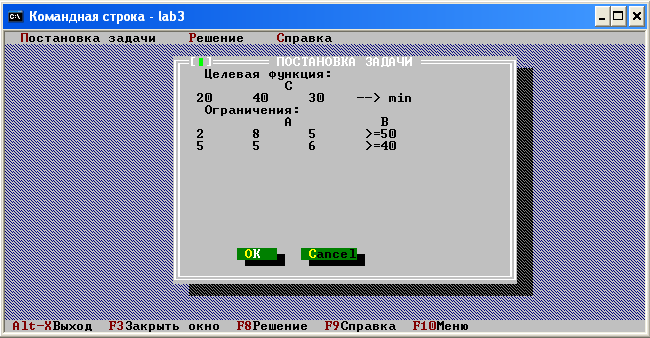 Командная строка - lab3
Постановка задачи Решение Справка
ПОСТАНОВКА ЗАДАЧИ
Целевая функция:
C
20 40 30 --> min
Ограничения:
A B
2 8 5 >=50
5 5 6 >=40
OK Cancel
Alt-X Выход F3 Закрыть окно F8 Решение F9 Справка F10 Меню